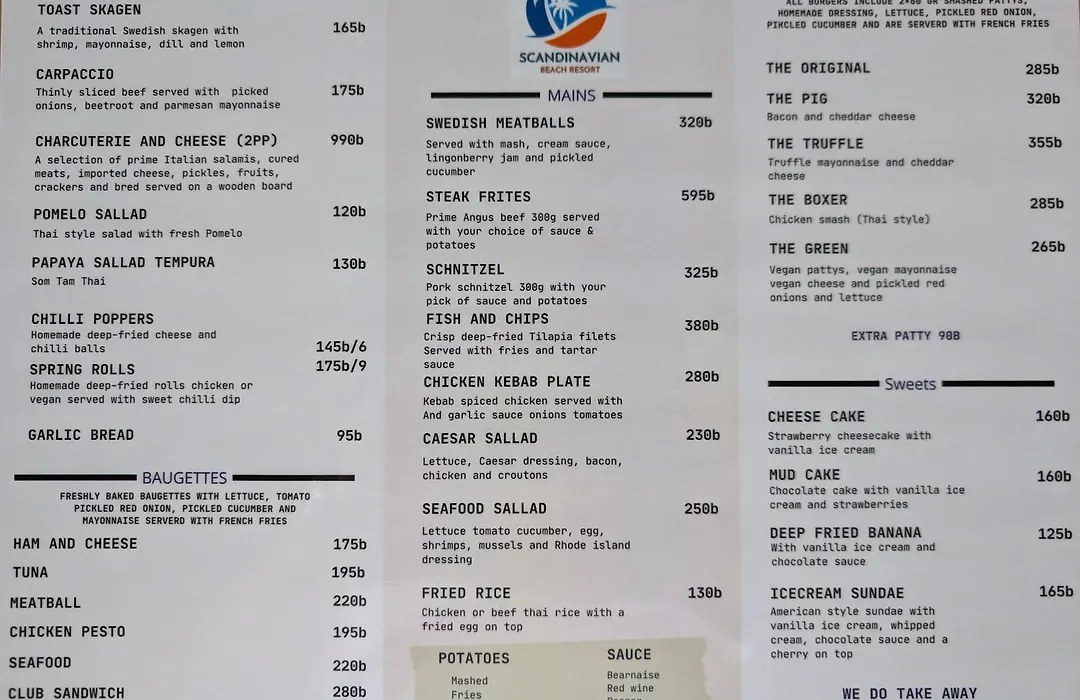 TOAST SKAGEN 165b
A traditional Swedish skagen with
shrimp, mayonnaise, dill and lemon
CARPACCIO 175b
Thinly sliced beef served with picked
onions, beetroot and parmesan mayonnaise
CHARCUTERIE AND CHEESE (2PP) 990b
A selection of prime Italian salamis, cured
meats, imported cheese, pickles, fruits,
crackers and bred served on a wooden board
POMELO SALLAD 120b
Thai style salad with fresh Pomelo
PAPAYA SALLAD TEMPURA 130b
Som Tam Thai
CHILLI POPPERS
Homemade deep-fried cheese and
chilli balls 145b/6
SPRING ROLLS 175b/9
Homemade deep-fried rolls chicken or
vegan served with sweet chilli dip
GARLIC BREAD 95b
BAUGETTES
FRESHLY BAKED BAUGETTES WITH LETTUCE, TOMATO
PICKLED RED ONION, PICKLED CUCUMBER AND
MAYONNAISE SERVERD WITH FRENCH FRIES
HAM AND CHEESE 175b
TUNA 195b
MEATBALL 220b
CHICKEN PESTO 195b
SEAFOOD 220b
CLUB SANDWICH 280b
SCANDINAVIAN
BEACH RESORT
MAINS
SWEDISH MEATBALLS 320b
Served with mash, cream sauce,
lingonberry jam and pickled
cucumber
STEAK FRITES 595b
Prime Angus beef 300g served
with your choice of sauce &
potatoes
SCHNITZEL 325b
Pork schnitzel 300g with your
pick of sauce and potatoes
FISH AND CHIPS 380b
Crisp deep-fried Tilapia filets
Served with fries and tartar
sauce
CHICKEN KEBAB PLATE 280b
Kebab spiced chicken served with
And garlic sauce onions tomatoes
CAESAR SALLAD 230b
Lettuce, Caesar dressing, bacon,
chicken and croutons
SEAFOOD SALLAD 250b
Lettuce tomato cucumber, egg,
shrimps, mussels and Rhode island
dressing
FRIED RICE 130b
Chicken or beef thai rice with a
fried egg on top
POTATOES
Mashed
Fries
SAUCE
Bearnaise
Red wine
ALL BURGERS INCLUDE 2*80 GR SMASHED PATTYS,
HOMEMADE DRESSING, LETTUCE, PICKLED RED ONION,
PIKCLED CUCUMBER AND ARE SERVERD WITH FRENCH FRIES
THE ORIGINAL 285b
THE PIG 320b
Bacon and cheddar cheese
THE TRUFFLE 355b
Truffle mayonnaise and cheddar
cheese
THE BOXER 285b
Chicken smash (Thai style)
THE GREEN 265b
Vegan pattys, vegan mayonnaise
vegan cheese and pickled red
onions and lettuce
EXTRA PATTY 90B
Sweets
CHEESE CAKE 160b
Strawberry cheesecake with
vanilla ice cream
MUD CAKE 160b
Chocolate cake with vanilla ice
cream and strawberries
DEEP FRIED BANANA 125b
With vanilla ice cream and
chocolate sauce
ICECREAM SUNDAE 165b
American style sundae with
vanilla ice cream, whipped
cream, chocolate sauce and a
cherry on top
WE DO TAKE AWAY